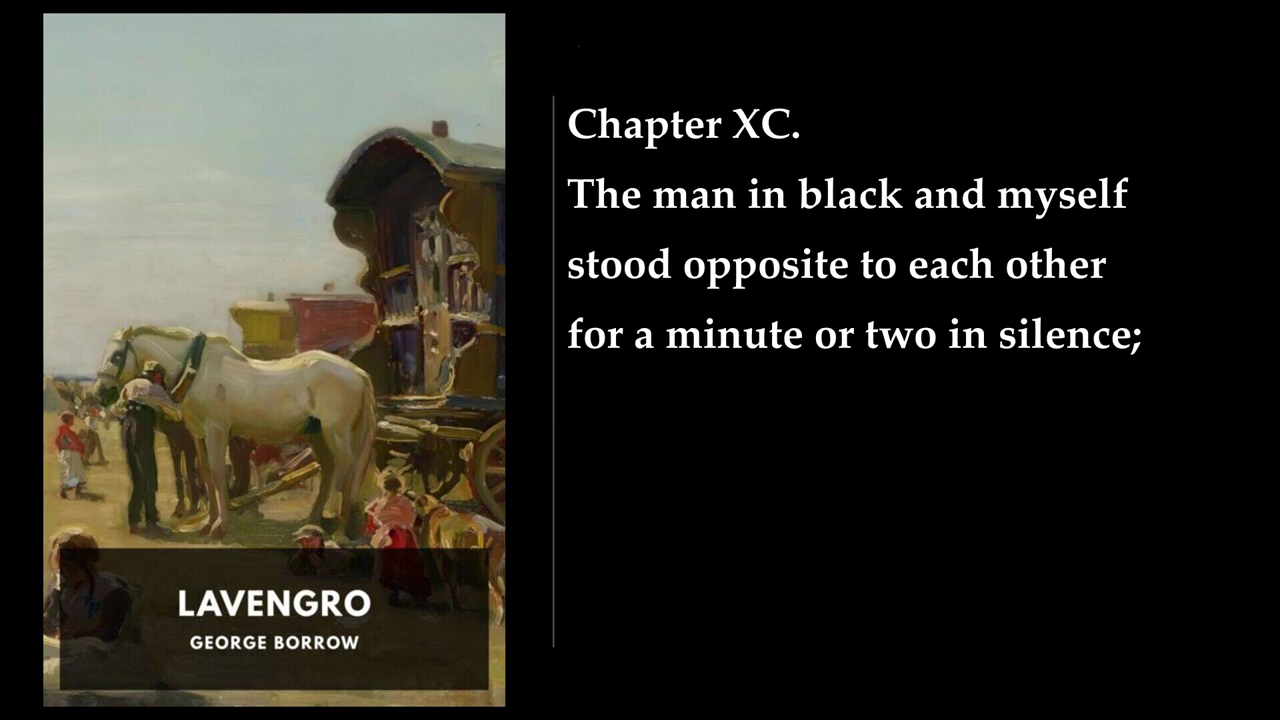 LAVENGRO
GEORGE BORROW
Chapter XC.
The man in black and myself
stood opposite to each other
for a minute or two in silence;